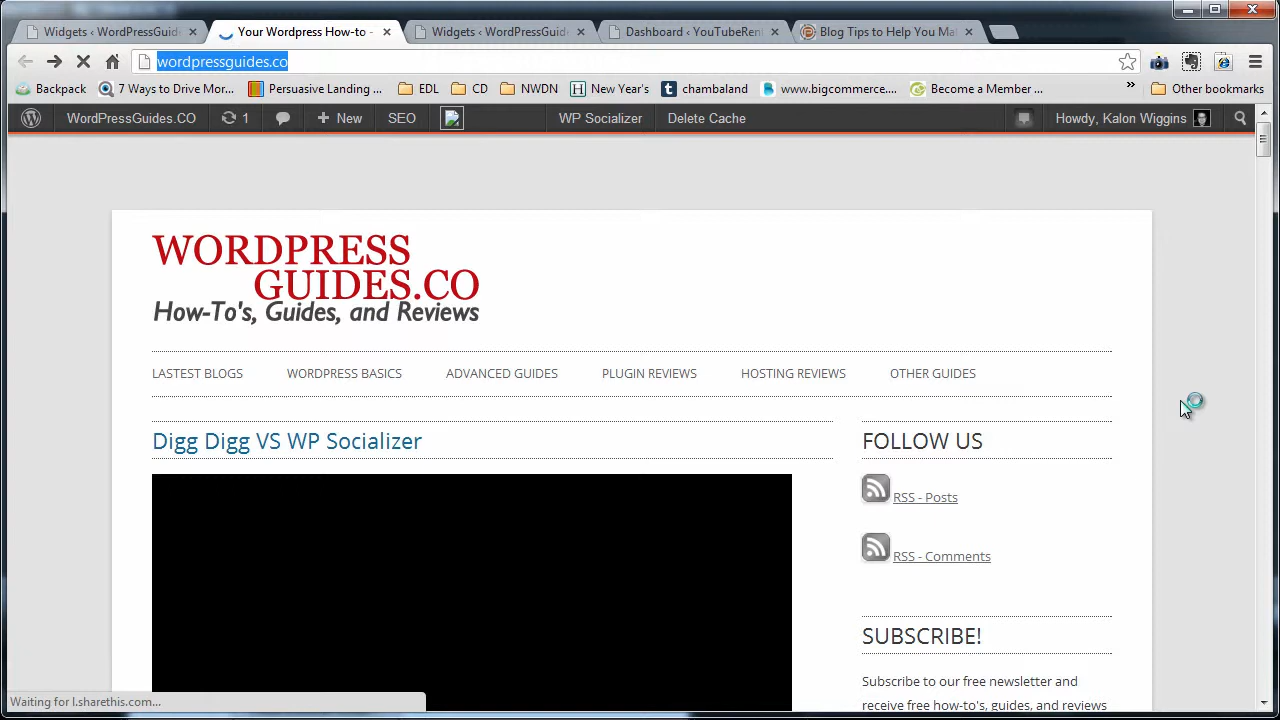 Widgets ‹ WordPressGuid
Your Wordpress How-to -
Widgets ‹ WordPressGuid
Dashboard ‹ YouTubeRen
Blog Tips to Help You Ma
wordpressguides.co
Backpack
7 Ways to Drive Mor...
Persuasive Landing ...
EDL
CD
NWDN
H New Year's
t chambaland
b www.bigcommerce....
Become a Member ...
»
Other bookmarks
WordPressGuides.CO
1
+ New
SEO
WP Socializer
Delete Cache
Howdy, Kalon Wiggins
WORDPRESS
GUIDES.CO
How-To's, Guides, and Reviews
LASTEST BLOGS
WORDPRESS BASICS
ADVANCED GUIDES
PLUGIN REVIEWS
HOSTING REVIEWS
OTHER GUIDES
Digg Digg VS WP Socializer
FOLLOW US
RSS - Posts
RSS - Comments
SUBSCRIBE!
Subscribe to our free newsletter and
receive free how-to's, guides, and reviews
Waiting for l.sharethis.com...